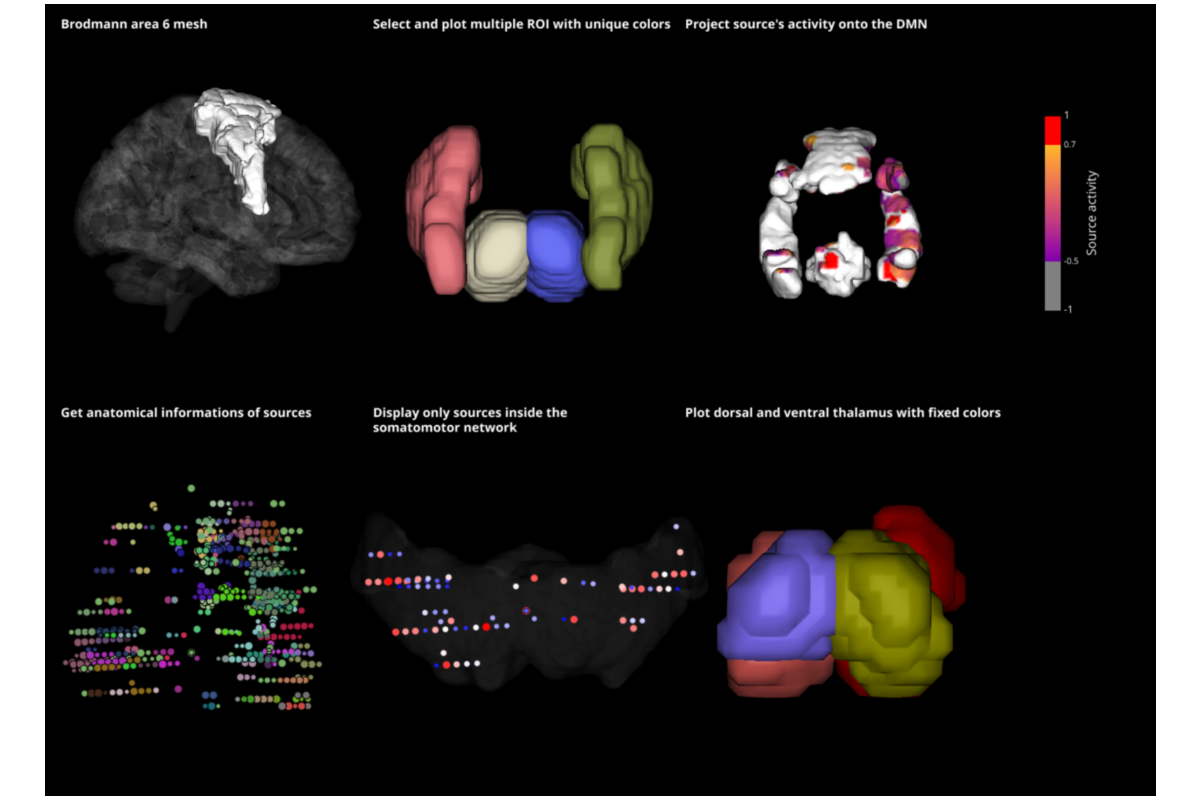 Brodmann area 6 mesh
Select and plot multiple ROI with unique colors
Project source's activity onto the DMN
1
0.7
Source activity
-0.5
-1
Get anatomical informations of sources
Display only sources inside the
somatomotor network
Plot dorsal and ventral thalamus with fixed colors